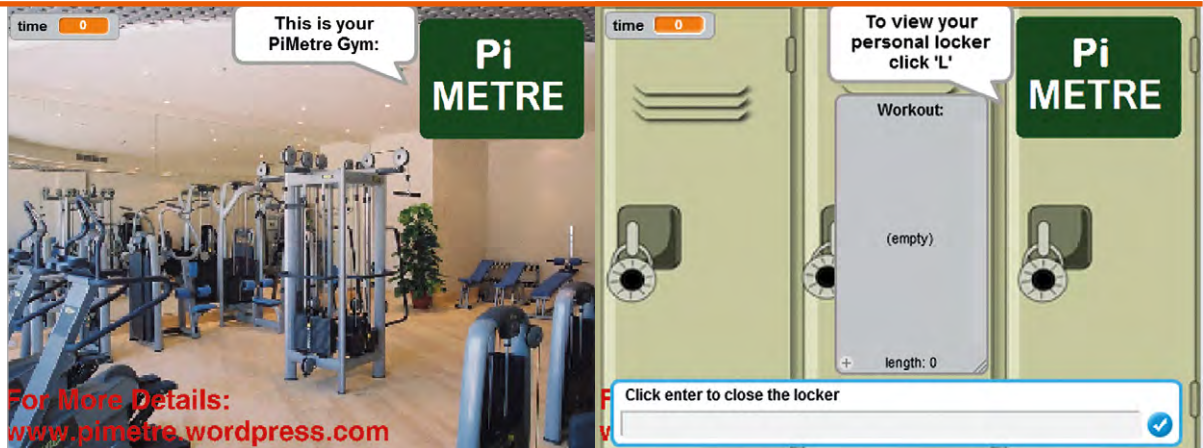 time 0
This is your
PiMetre Gym:
Pi
METRE
For More Details:
www.pimetre.wordpress.com
time 0
To view your
personal locker
click 'L'
Pi
METRE
Workout:
(empty)
+ length: 0
Click enter to close the locker
F
w